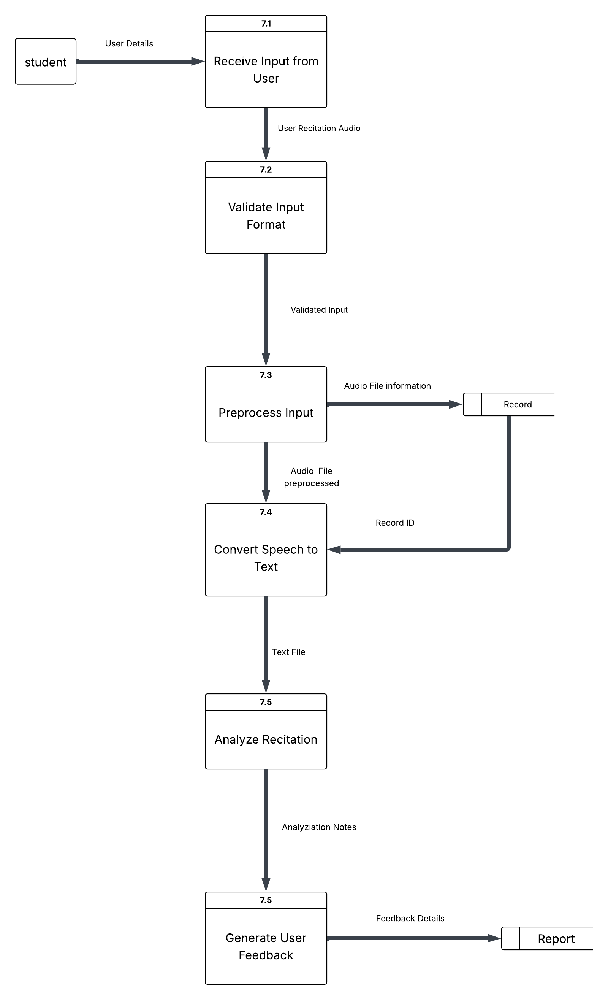 7.1
student
User Details
Receive Input from
User
User Recitation Audio
7.2
Validate Input
Format
Validated Input
7.3
Preprocess Input
Audio File information
Record
Audio  File
preprocessed
7.4
Convert Speech to
Text
Record ID
Text File
7.5
Analyze Recitation
Analyziation Notes
7.5
Generate User
Feedback
Feedback Details
Report